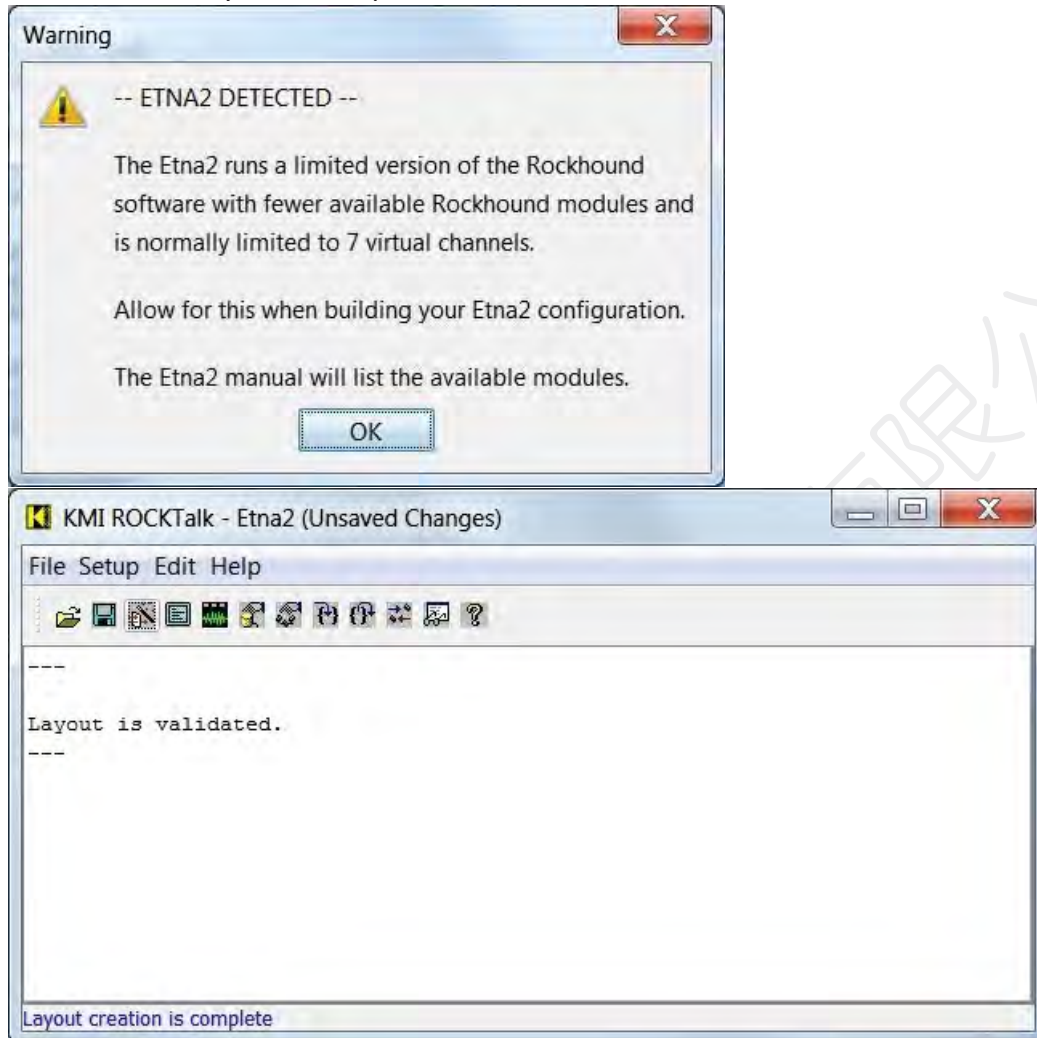 Warning
-- ETNA2 DETECTED --
The Etna2 runs a limited version of the Rockhound
software with fewer available Rockhound modules and
is normally limited to 7 virtual channels.
Allow for this when building your Etna2 configuration.
The Etna2 manual will list the available modules.
OK
KMI ROCKTalk - Etna2 (Unsaved Changes)
File Setup Edit Help
---
Layout is validated.
---
Layout creation is complete
限公